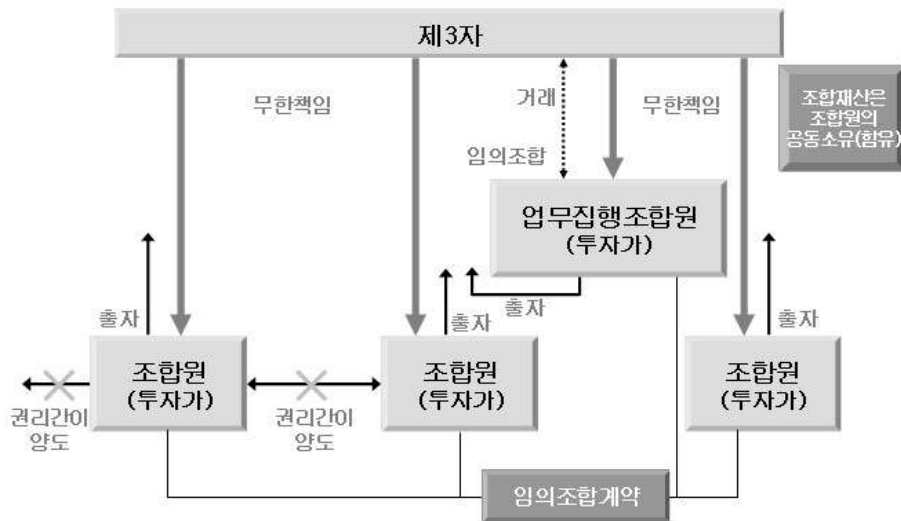 제3자
무한책임
거래
무한책임
조합재산은
조합원의
공동소유(합유)
임의조합
업무집행조합원
(투자가)
출자
출자
출자
출자
조합원
(투자가)
조합원
(투자가)
조합원
(투자가)
권리간이
양도
권리간이
양도
임의조합계약